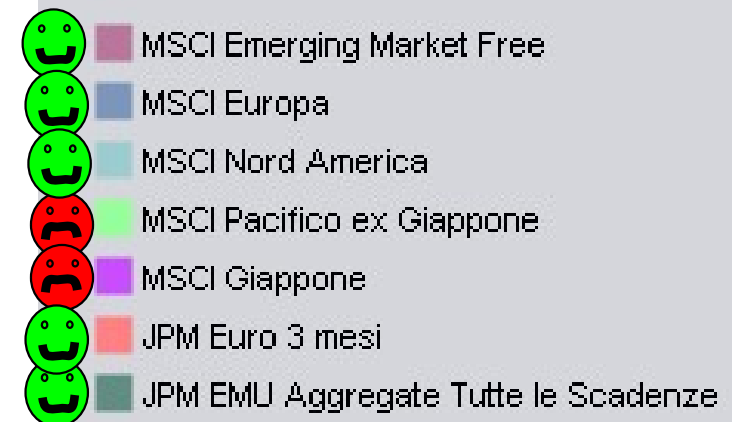 MSCI Emerging Market Free
MSCI Europa
MSCI Nord America
MSCI Pacifico ex Giappone
MSCI Giappone
JPM Euro 3 mesi
JPM EMU Aggregate Tutte le Scadenze